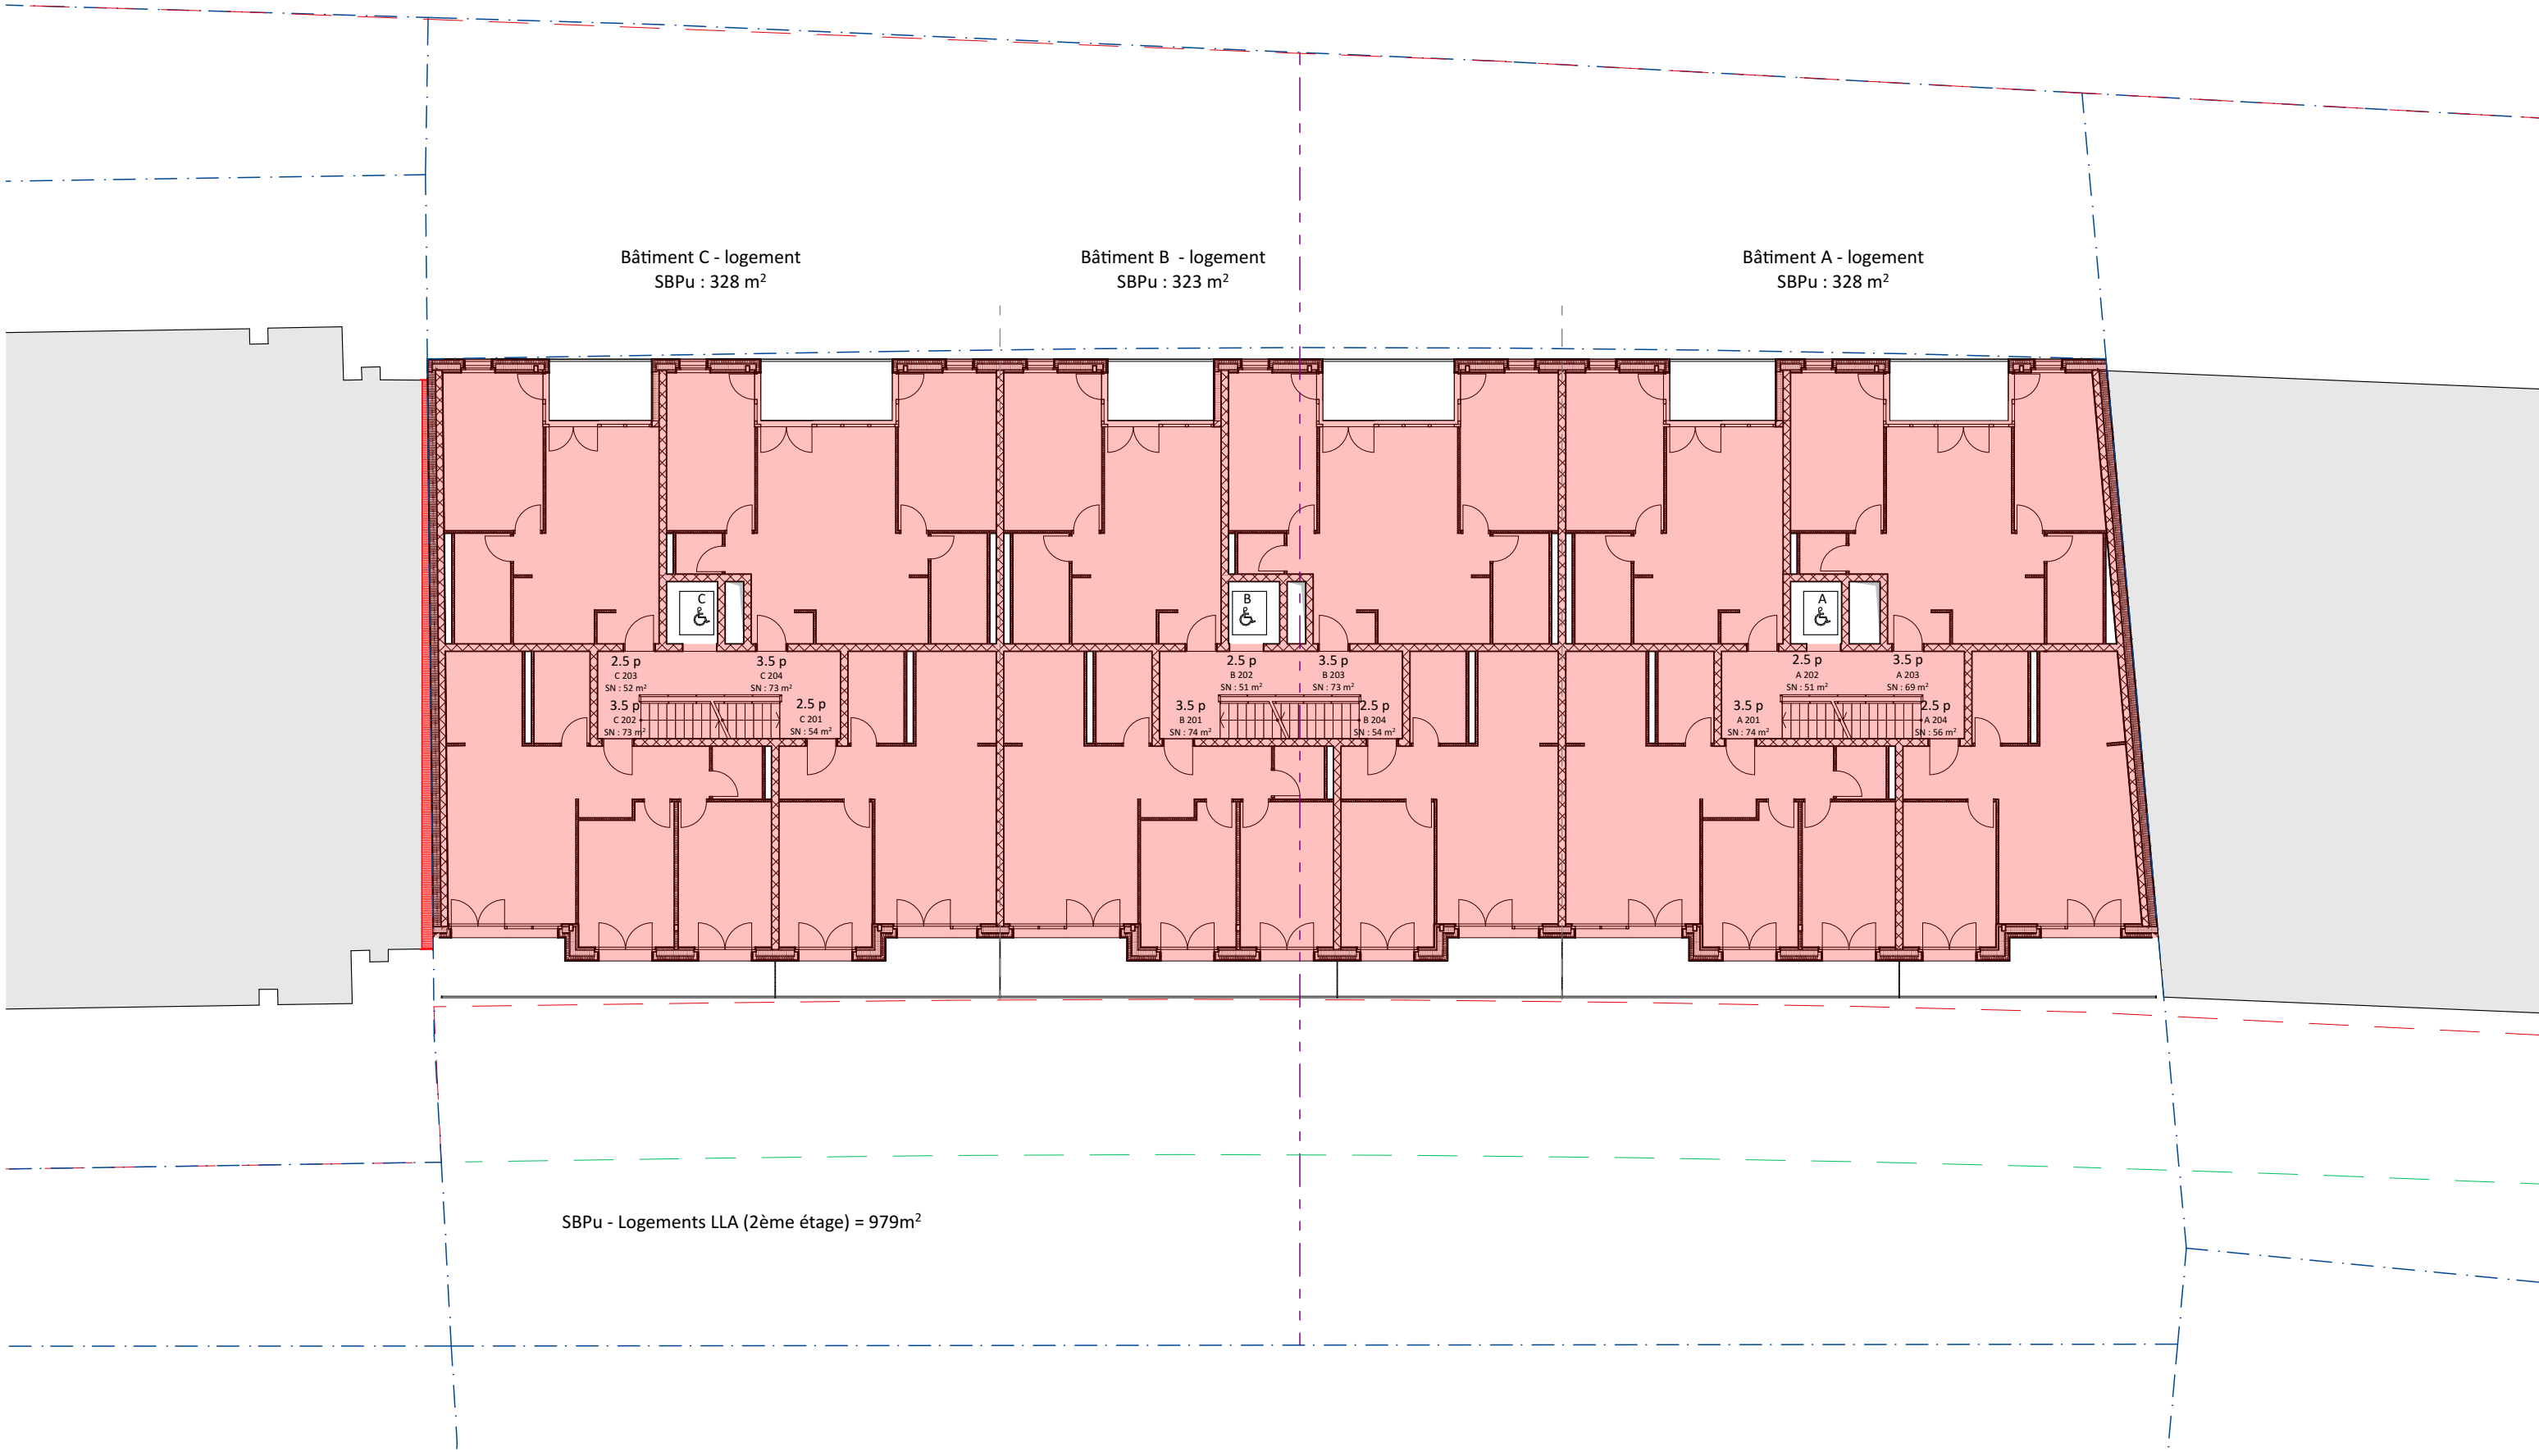 Bâtiment C - logement
SBPu : 328 m²
Bâtiment B - logement
SBPu : 323 m²
Bâtiment A - logement
SBPu : 328 m²
C
B
A
2.5 p
C 203
SN : 52 m²
3.5 p
C 204
SN : 73 m²
3.5 p
C 202
SN : 73 m²
2.5 p
C 201
SN : 54 m²
2.5 p
B 202
SN : 51 m²
3.5 p
B 203
SN : 73 m²
3.5 p
B 201
SN : 74 m²
2.5 p
B 204
SN : 54 m²
2.5 p
A 202
SN : 51 m²
3.5 p
A 203
SN : 69 m²
3.5 p
A 201
SN : 74 m²
2.5 p
A 204
SN : 56 m²
SBPu - Logements LLA (2ème étage) = 979m²